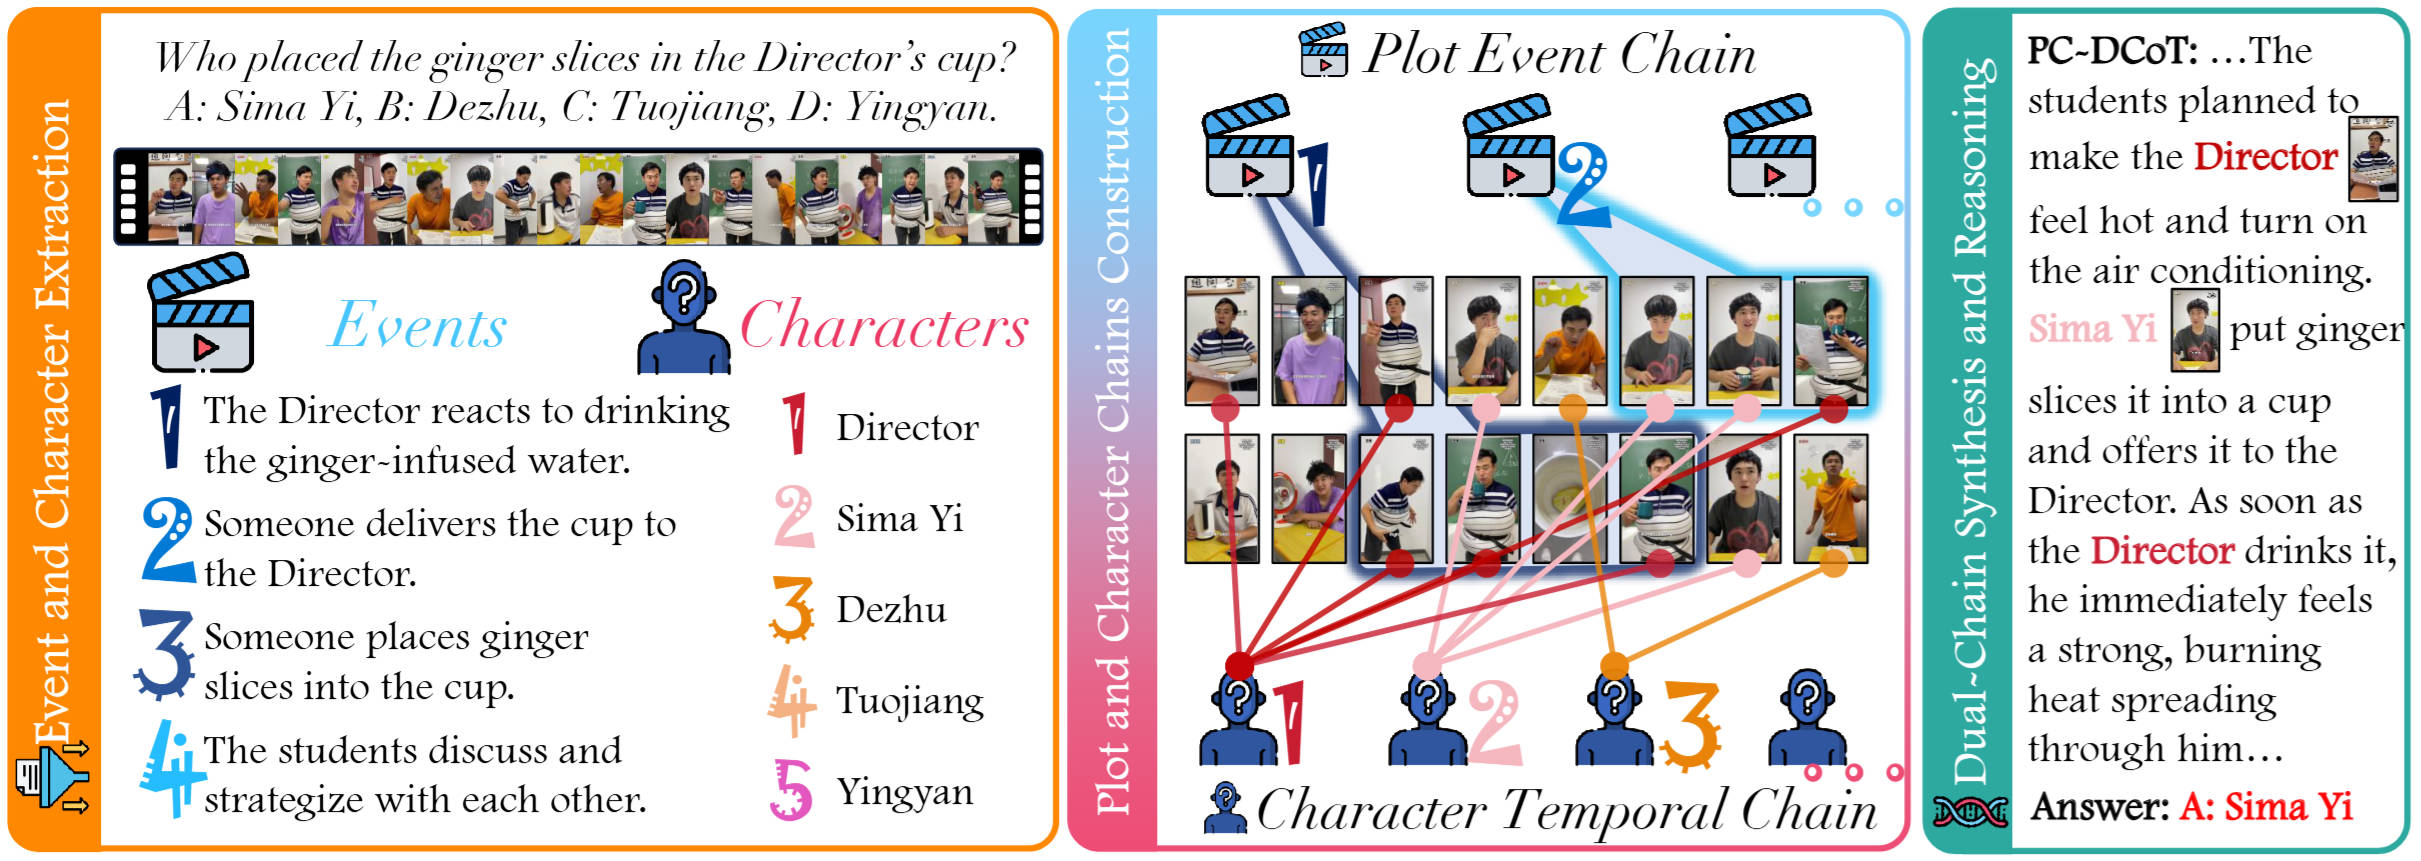 Event and Character Extraction
Who placed the ginger slices in the Director's cup?
A: Sima Yi, B: Dezhu, C: Tuojiang, D: Yingyan.
Events
Characters
1 The Director reacts to drinking
the ginger-infused water.
2 Someone delivers the cup to
the Director.
3 Someone places ginger
slices into the cup.
4 The students discuss and
strategize with each other.
1 Director
2 Sima Yi
3 Dezhu
4 Tuojiang
5 Yingyan
Plot and Character Chains Construction
Plot Event Chain
1
2
1
2
3
Character Temporal Chain
Dual-Chain Synthesis and Reasoning
PC-DCoT: ...The
students planned to
make the Director
feel hot and turn on
the air conditioning.
Sima Yi put ginger
slices it into a cup
and offers it to the
Director. As soon as
the Director drinks it,
he immediately feels
a strong, burning
heat spreading
through him...
Answer: A: Sima Yi